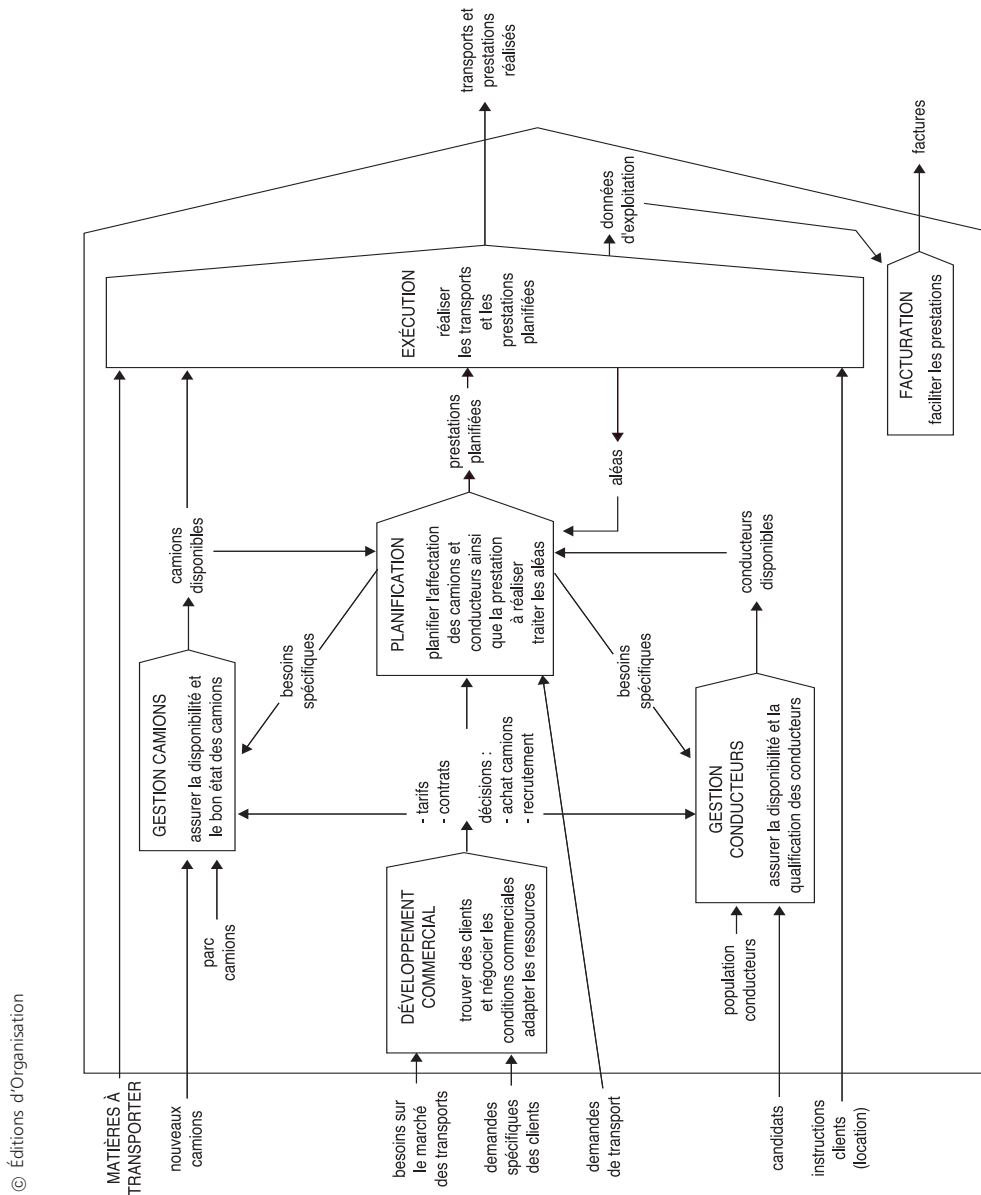 © Éditions d'Organisation
MATIÈRES À
TRANSPORTER
nouveaux
camions
parc
camions
GESTION CAMIONS
assurer la disponibilité et
le bon état des camions
camions
disponibles
besoins
spécifiques
besoins sur
le marché
des transports
demandes
spécifiques
des clients
demandes
de transport
DÉVELOPPEMENT
COMMERCIAL
trouver des clients
et négocier les
conditions commerciales
adapter les ressources
- tarifs
- contrats
décisions :
- achat camions
- recrutement
PLANIFICATION
planifier l'affectation
des camions et
conducteurs ainsi
que la prestation
à réaliser
traiter les aléas
prestations
planifiées
aléas
besoins
spécifiques
population
conducteurs
candidats
instructions
clients
(location)
GESTION
CONDUCTEURS
assurer la disponibilité et la
qualification des conducteurs
conducteurs
disponibles
EXÉCUTION
réaliser
les transports
et les
prestations
planifiées
transports et
prestations
réalisés
données
d'exploitation
FACTURATION
faciliter les prestations
factures